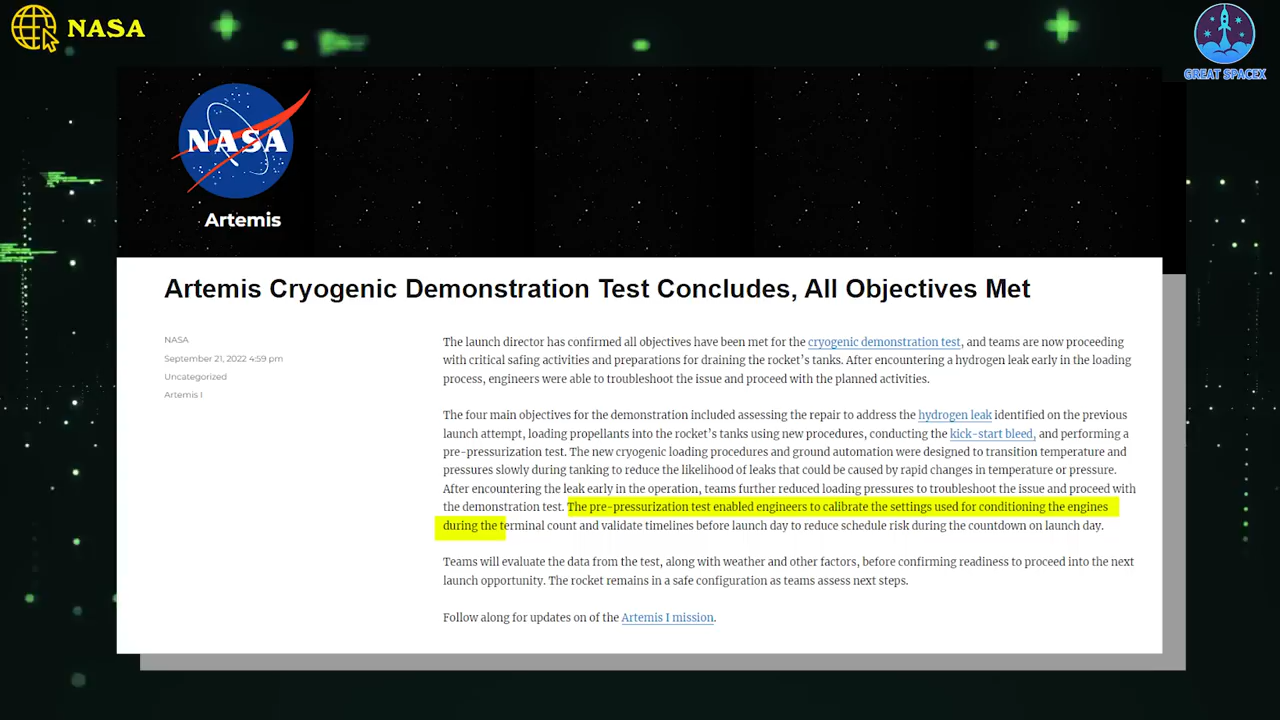 NASA
GREAT SPACEX
NASA
Artemis
Artemis Cryogenic Demonstration Test Concludes, All Objectives Met
NASA
September 21, 2022 4:59 pm
Uncategorized
Artemis I
The launch director has confirmed all objectives have been met for the cryogenic demonstration test, and teams are now proceeding
with critical safing activities and preparations for draining the rocket's tanks. After encountering a hydrogen leak early in the loading
process, engineers were able to troubleshoot the issue and proceed with the planned activities.
The four main objectives for the demonstration included assessing the repair to address the hydrogen leak identified on the previous
launch attempt, loading propellants into the rocket's tanks using new procedures, conducting the kick-start bleed, and performing a
pre-pressurization test. The new cryogenic loading procedures and ground automation were designed to transition temperature and
pressures slowly during tanking to reduce the likelihood of leaks that could be caused by rapid changes in temperature or pressure.
After encountering the leak early in the operation, teams further reduced loading pressures to troubleshoot the issue and proceed with
the demonstration test. The pre-pressurization test enabled engineers to calibrate the settings used for conditioning the engines
during the terminal count and validate timelines before launch day to reduce schedule risk during the countdown on launch day.
Teams will evaluate the data from the test, along with weather and other factors, before confirming readiness to proceed into the next
launch opportunity. The rocket remains in a safe configuration as teams assess next steps.
Follow along for updates on of the Artemis I mission.